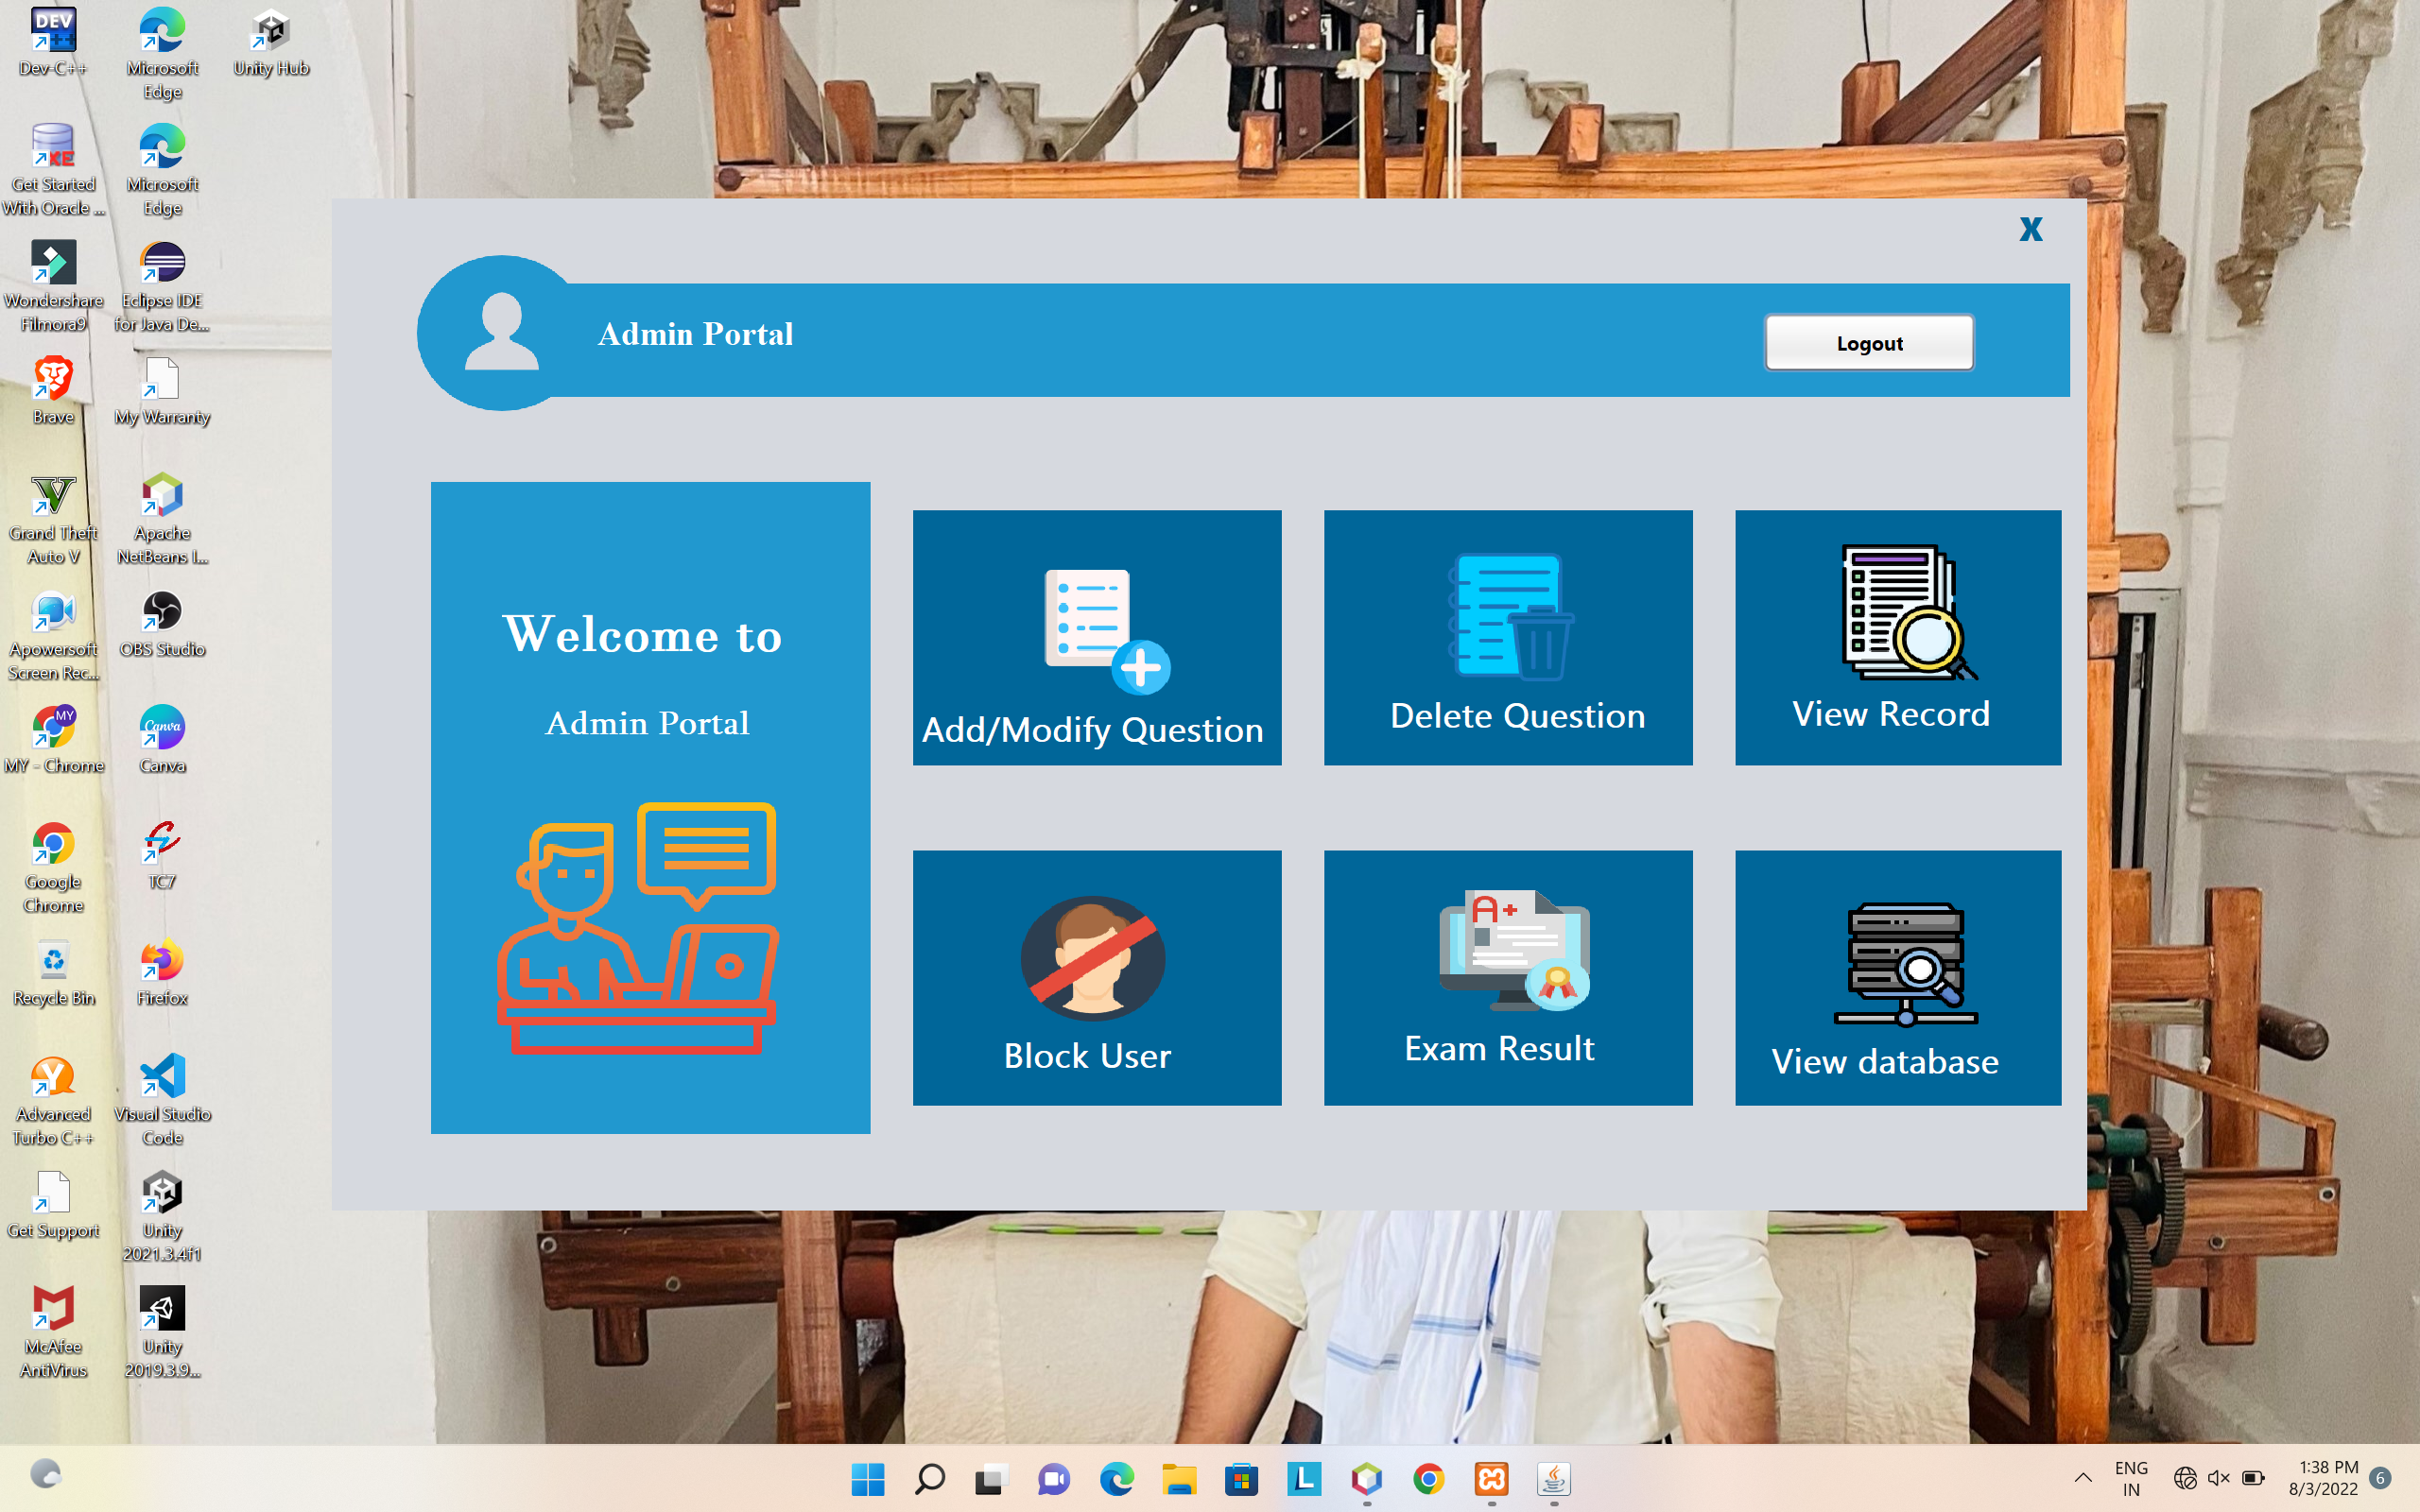 DEV
Dev-C++
Microsoft
Edge
Unity Hub
XE
Get Started
With Oracle ...
Microsoft
Edge
Wondershare
Filmora9
Eclipse IDE
for Java De...
Brave
My Warranty
V
Grand Theft
Auto V
Apache
NetBeans I...
Apowersoft
Screen Rec...
OBS Studio
MY
MY - Chrome
Canva
Canva
Google
Chrome
TC7
Recycle Bin
Firefox
Advanced
Turbo C++
Visual Studio
Code
Get Support
Unity
2021.3.4f1
McAfee
AntiVirus
Unity
2019.3.9...
X
Admin Portal
Logout
Welcome to
Admin Portal
Add/Modify Question
Delete Question
View Record
A+
Block User
Exam Result
View database
L
ENG
IN
1:38 PM
8/3/2022
6